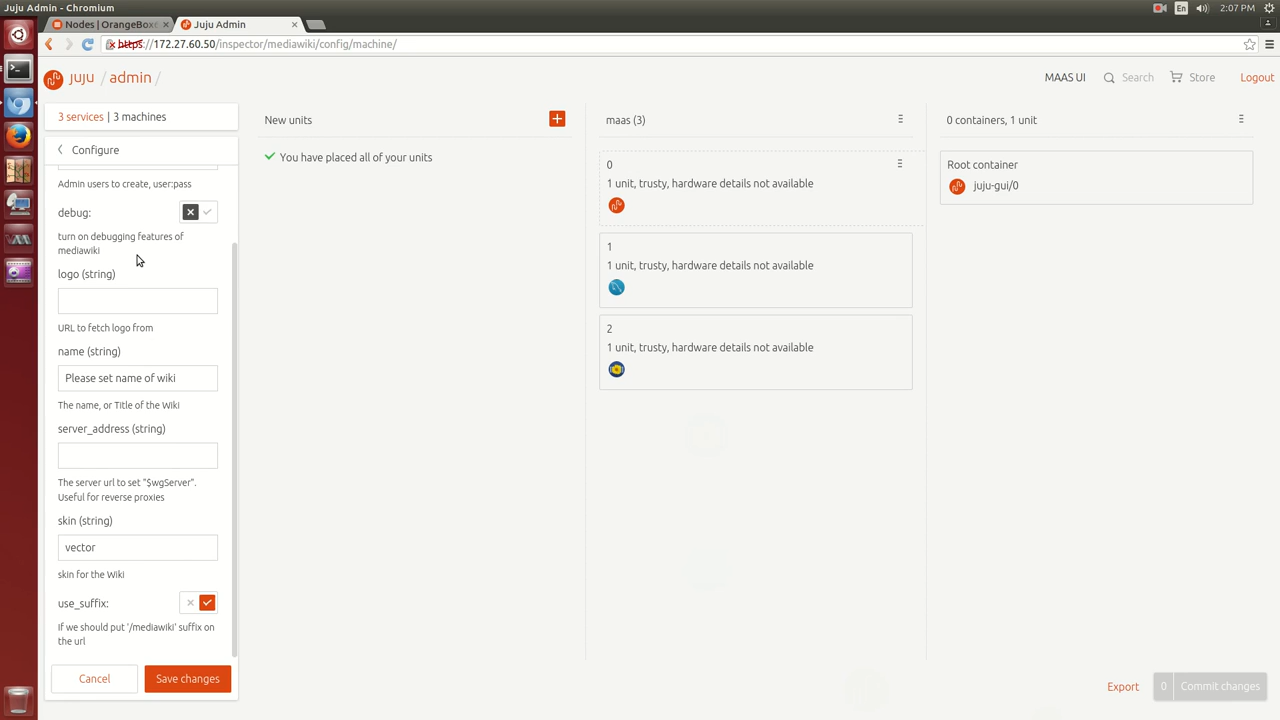 Juju Admin - Chromium
En
2:07 PM
Nodes | OrangeBox
Juju Admin
https://172.27.60.50/inspector/mediawiki/config/machine/
juju / admin /
MAAS UI
Search
Store
Logout
3 services | 3 machines
Configure
Admin users to create, user:pass
debug:
turn on debugging features of
mediawiki
logo (string)
URL to fetch logo from
name (string)
Please set name of wiki
The name, or Title of the Wiki
server_address (string)
The server url to set "$wgServer".
Useful for reverse proxies
skin (string)
vector
skin for the Wiki
use_suffix:
If we should put '/mediawiki' suffix on
the url
Cancel
Save changes
New units
You have placed all of your units
maas (3)
0
1 unit, trusty, hardware details not available
1
1 unit, trusty, hardware details not available
2
1 unit, trusty, hardware details not available
0 containers, 1 unit
Root container
juju-gui/0
Export
0
Commit changes